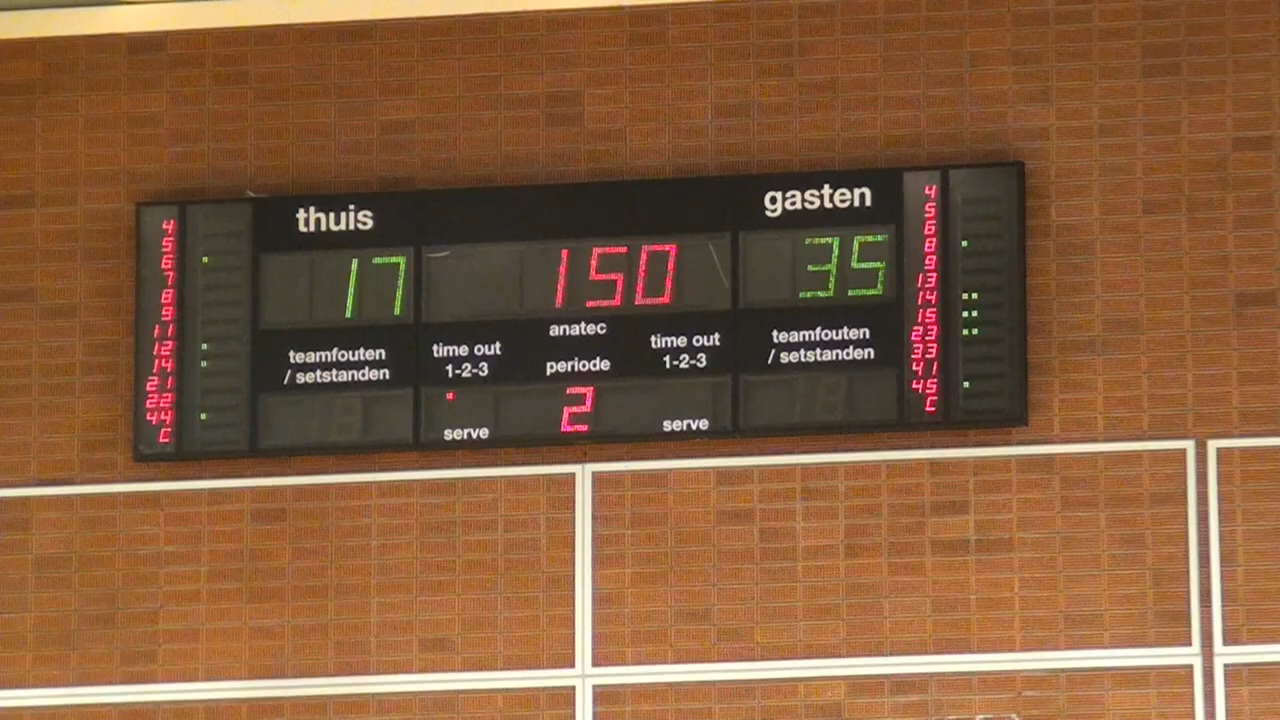 thuis
gasten
17
150
35
anatec
teamfouten
/ setstanden
time out
1-2-3
periode
time out
1-2-3
teamfouten
/ setstanden
2
serve
serve
4
5
6
7
8
9
11
12
14
21
22
44
C
4
5
6
8
9
13
14
15
23
33
41
45
C